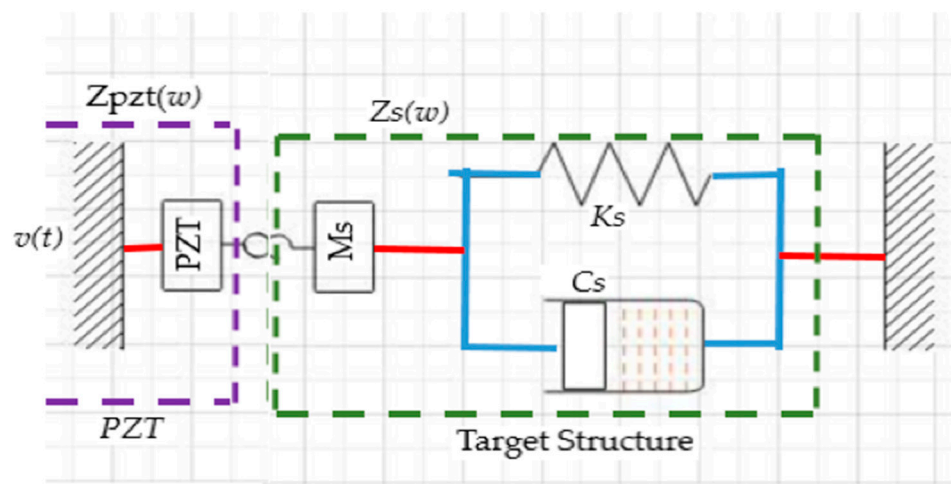 Zpzt(w)
Zs(w)
v(t)
PZT
Ms
Ks
Cs
PZT
Target Structure